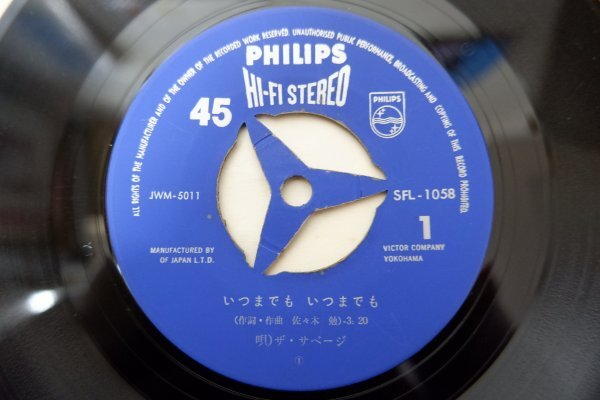 ALL RIGHTS OF THE MANUFACTURER AND OF THE OWNER OF THE RECORDED WORK RESERVED. UNAUTHORISED PUBLIC PERFORMANCE, BROADCASTING AND COPYING OF THIS RECORD PROHIBITED.
PHILIPS
HI-FI STEREO
45
PHILIPS
JWM-5011
SFL-1058
1
MANUFACTURED BY
OF JAPAN L.T.D.
VICTOR COMPANY
YOKOHAMA
いつまでも いつまでも
(作詞・作曲 佐々木 勉)-3:20
唄)ザ・サベージ
①